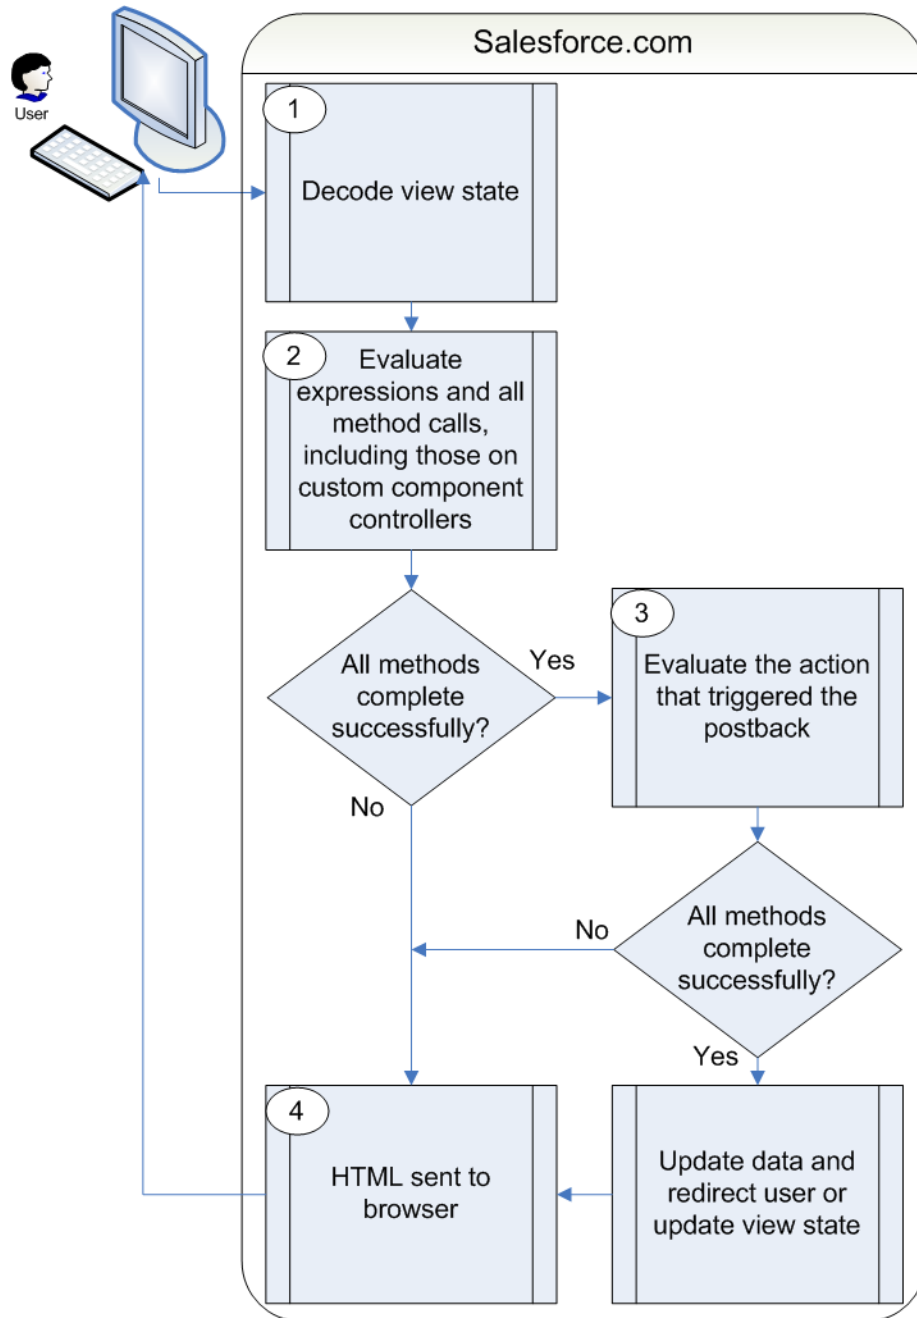 Salesforce.com
User
1
Decode view state
2
Evaluate
expressions and all
method calls,
including those on
custom component
controllers
All methods
complete
successfully?
Yes
No
3
Evaluate the action
that triggered the
postback
All methods
complete
successfully?
No
Yes
4
HTML sent to
browser
Update data and
redirect user or
update view state